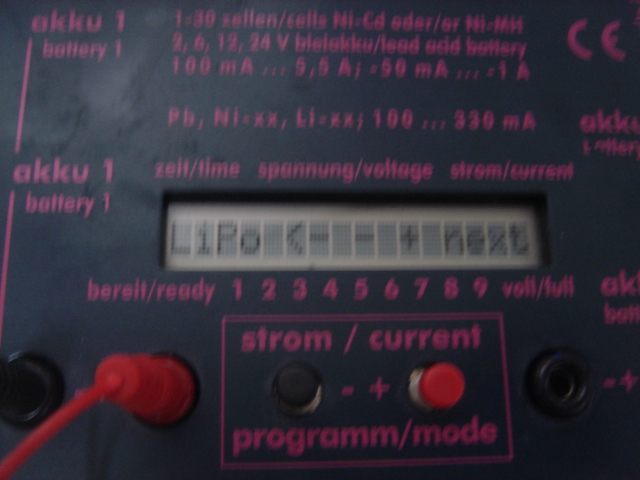 akku 1
battery 1
1=30 zellen/cells Ni-Cd oder/or Ni-MH
2, 6, 12, 24 V bleiakku/lead acid battery
100 mA ... 5,5 A; =50 mA ... =1 A
Pb, Ni=xx, Li=xx; 100 ... 330 mA
CE
akku
akku 1
battery 1
zeit/time spannung/voltage strom/current
LiPo <- - + next
bereit/ready 1 2 3 4 5 6 7 8 9 voll/full
strom / current
- +
programm/mode
-+